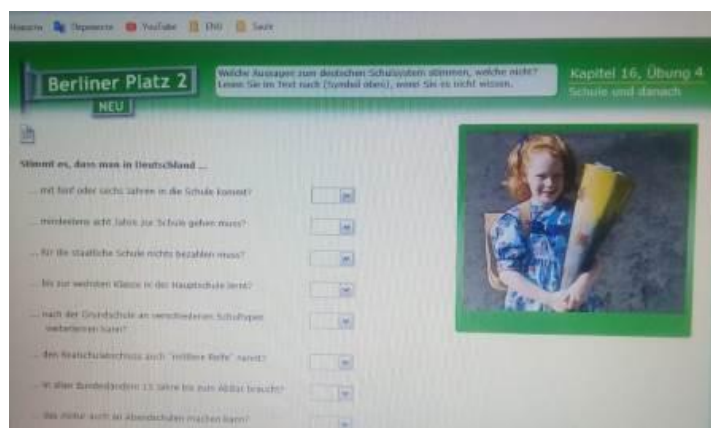 Новости Переместье YouTube ENG Sasle
Berliner Platz 2
NEU
Welche Aussagen zum deutschen Schulsystem stimmen, welche nicht?
Lesen Sie im Text nach (Symbol oben), wenn Sie es nicht wissen.
Kapitel 16, Übung 4
Schule und danach
Stimmt es, dass man in Deutschland ...
... mit fünf oder sechs Jahren in die Schule kommt?
... mindestens acht Jahre zur Schule gehen muss?
... für die staatliche Schule nichts bezahlen muss?
... bis zur sechsten Klasse in der Hauptschule lernt?
... nach der Grundschule an verschiedenen Schultypen
weiterlernen kann?
... den Realschulabschluss auch "mittlere Reife" nennt?
... in allen Bundesländern 13 Jahre bis zum Abitur braucht?
... das Abitur auch an Abendschulen machen kann?